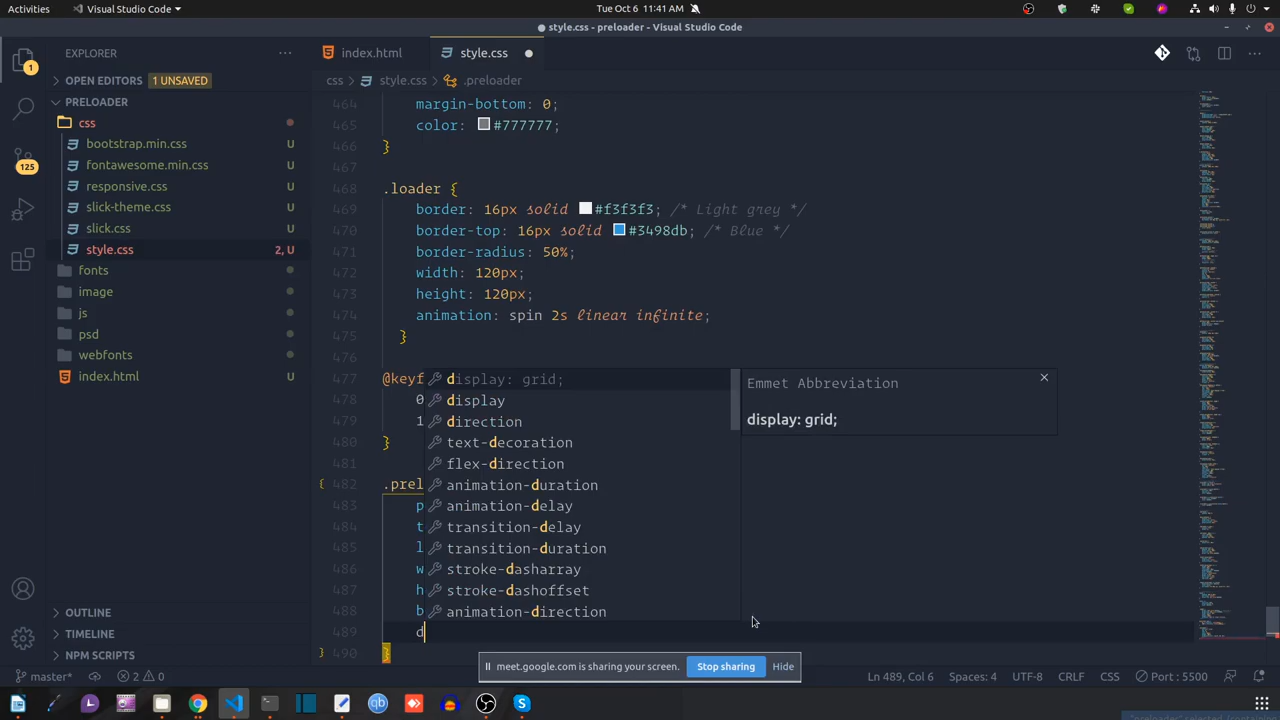 Activities
Visual Studio Code
Tue Oct 6 11:41 AM
style.css - preloader - Visual Studio Code
EXPLORER
index.html
style.css
OPEN EDITORS 1 UNSAVED
css > style.css > .preloader
PRELOADER
css
bootstrap.min.css U
fontawesome.min.css U
responsive.css U
slick-theme.css U
slick.css U
style.css 2, U
fonts
image
js
psd
webfonts
index.html U
OUTLINE
TIMELINE
NPM SCRIPTS
1
125
464 margin-bottom: 0;
465 color: #777777;
466 }
467
468 .loader {
469 border: 16px solid #f3f3f3; /* Light grey */
470 border-top: 16px solid #3498db; /* Blue */
471 border-radius: 50%;
472 width: 120px;
473 height: 120px;
474 animation: spin 2s linear infinite;
475 }
476
477 @keyf
478 0
479 1
480 }
481
482 .prel
483 p
484 t
485 l
486 w
487 h
488 b
489 d
490 }
display: grid;
display
direction
text-decoration
flex-direction
animation-duration
animation-delay
transition-delay
transition-duration
stroke-dasharray
stroke-dashoffset
animation-direction
Emmet Abbreviation
display: grid;
meet.google.com is sharing your screen.
Stop sharing
Hide
master*
2 0
Ln 489, Col 6
Spaces: 4
UTF-8
CRLF
CSS
Port : 5500